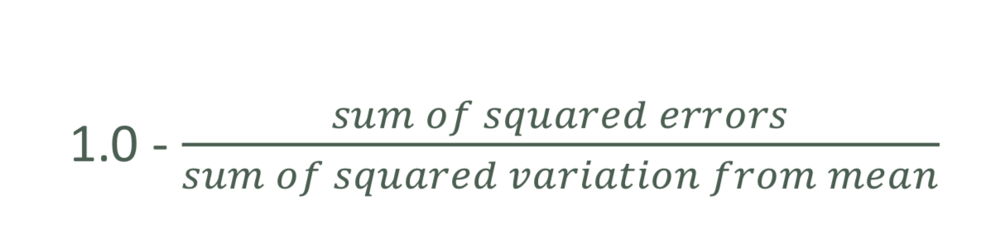 sum of squared errors
1.0 -
sum of squared variation from mean